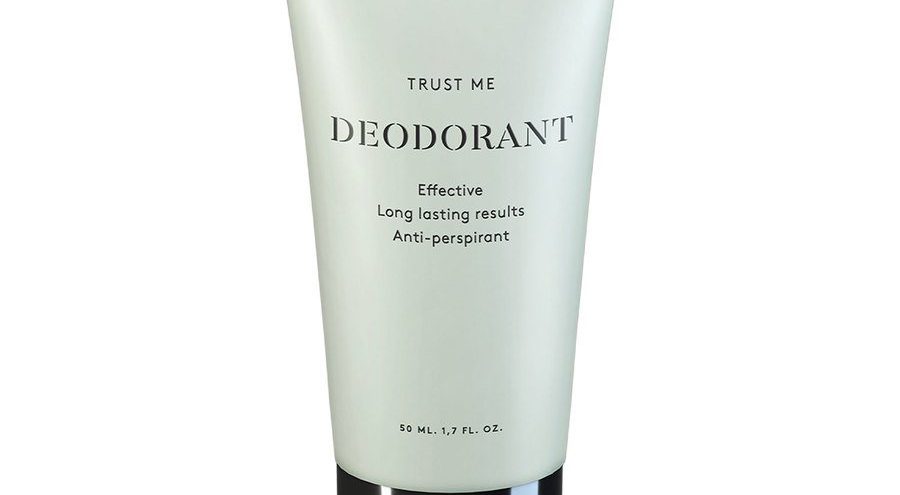 TRUST ME
DEODORANT
Effective
Long lasting results
Anti-perspirant
50 ML. 1,7 FL. OZ.